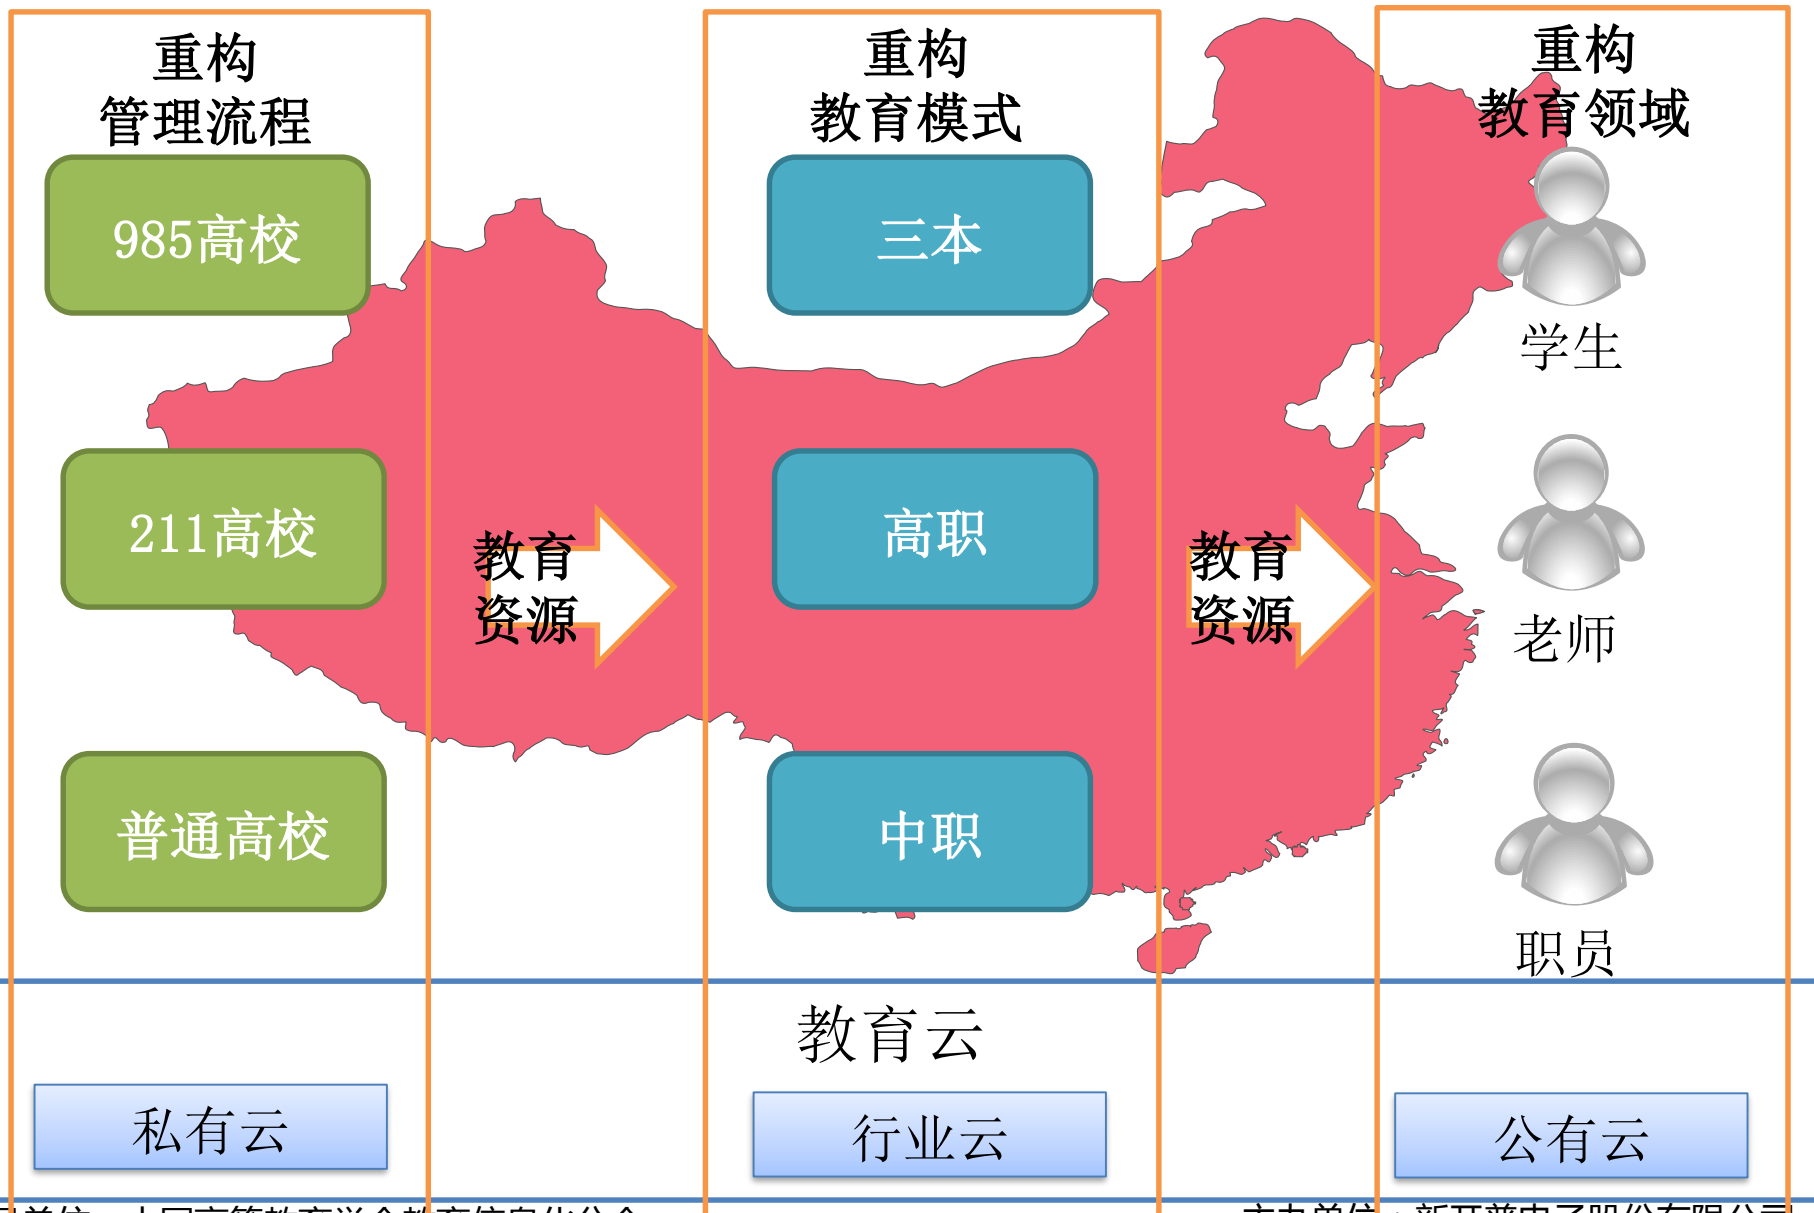 重构
管理流程
985高校
211高校
普通高校
教育
资源
重构
教育模式
三本
高职
中职
教育
资源
重构
教育领域
学生
老师
职员
教育云
私有云
行业云
公有云